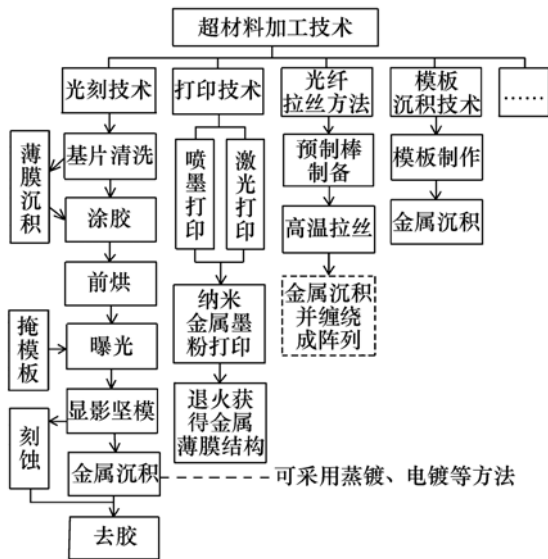 超材料加工技术
光刻技术
打印技术
光纤
拉丝方法
模板
沉积技术
……
薄膜沉积
基片清洗
涂胶
前烘
掩模板
曝光
显影坚模
刻蚀
金属沉积
去胶
喷墨打印
激光打印
纳米
金属墨
粉打印
退火获
得金属
薄膜结构
预制棒
制备
高温拉丝
金属沉积
并缠绕
成阵列
模板制作
金属沉积
可采用蒸镀、电镀等方法